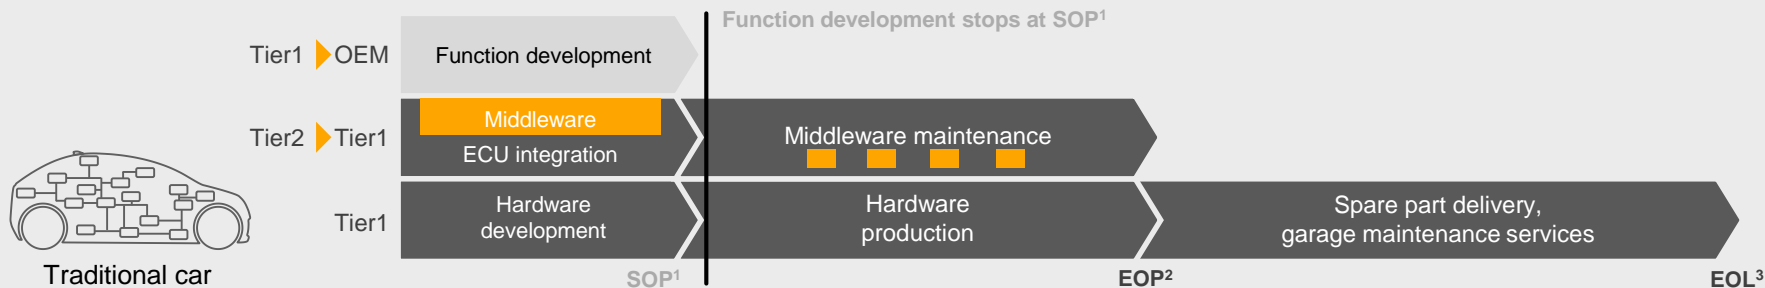 Function development stops at SOP¹
Tier1 OEM
Function development
Tier2 Tier1
Middleware
ECU integration
Middleware maintenance
Tier1
Hardware
development
Hardware
production
Spare part delivery,
garage maintenance services
Traditional car
SOP¹
EOP²
EOL³